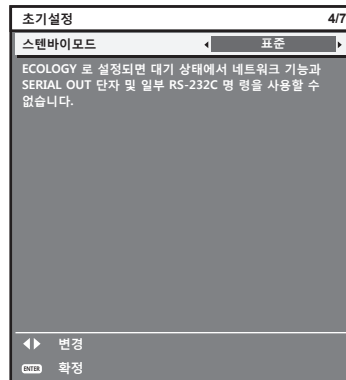 초기설정 4/7
스텐바이모드 표준
ECOLOGY 로 설정되면 대기 상태에서 네트워크 기능과
SERIAL OUT 단자 및 일부 RS-232C 명 령을 사용할 수
없습니다.
변경
ENTER 확정